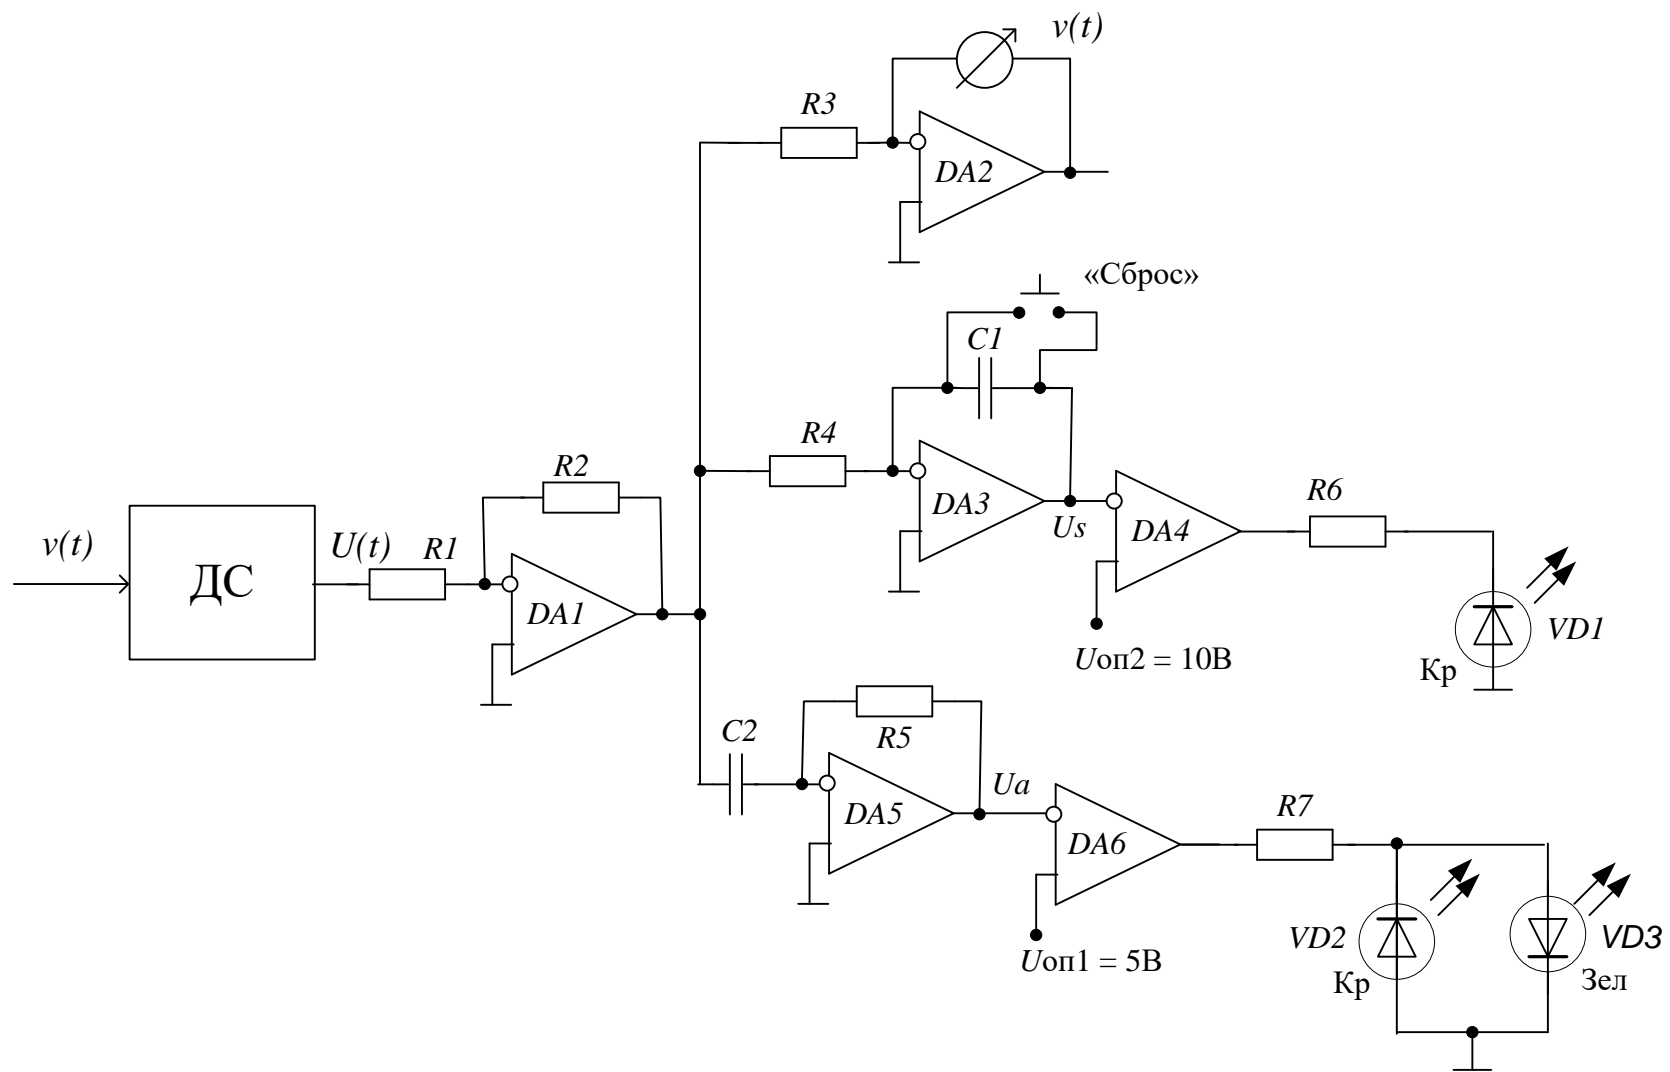 v(t)
R3
DA2
«Сброс»
C1
R4
DA3
Us
DA4
R6
VD1
Кр
Uоп2 = 10В
R2
v(t)
ДС
U(t)
R1
DA1
C2
R5
DA5
Ua
DA6
R7
Uоп1 = 5В
VD2
Кр
VD3
Зел